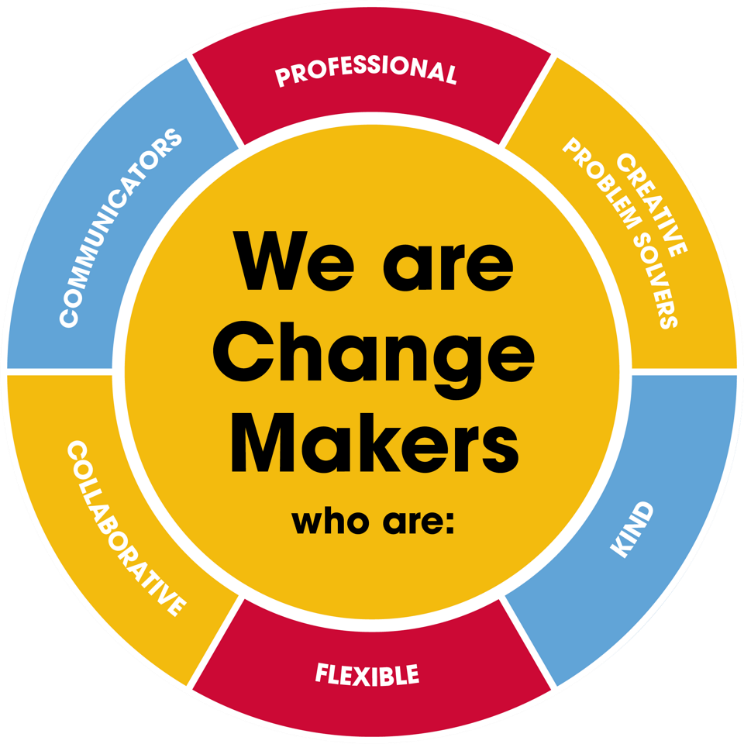 We are
Change
Makers
who are:
PROFESSIONAL
CREATIVE
PROBLEM SOLVERS
KIND
FLEXIBLE
COLLABORATIVE
COMMUNICATORS